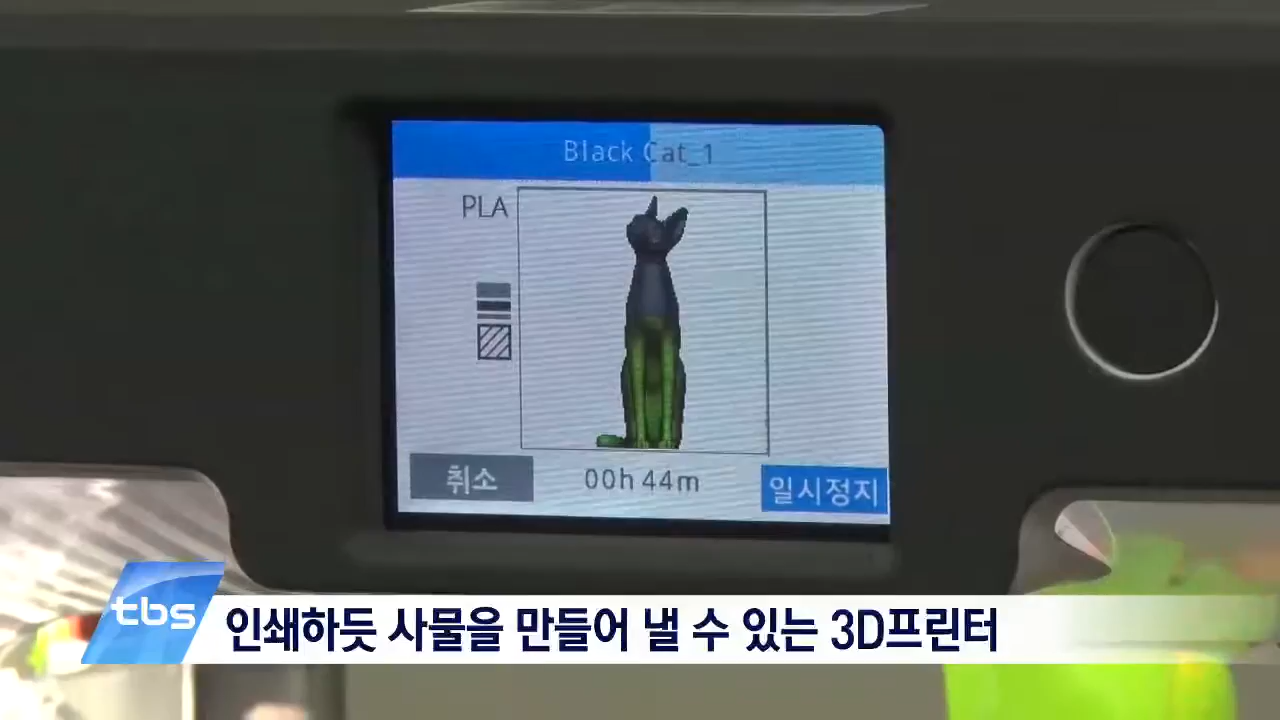 Black Cat_1
PLA
취소
00h 44m
일시정지
tbs
인쇄하듯 사물을 만들어 낼 수 있는 3D프린터